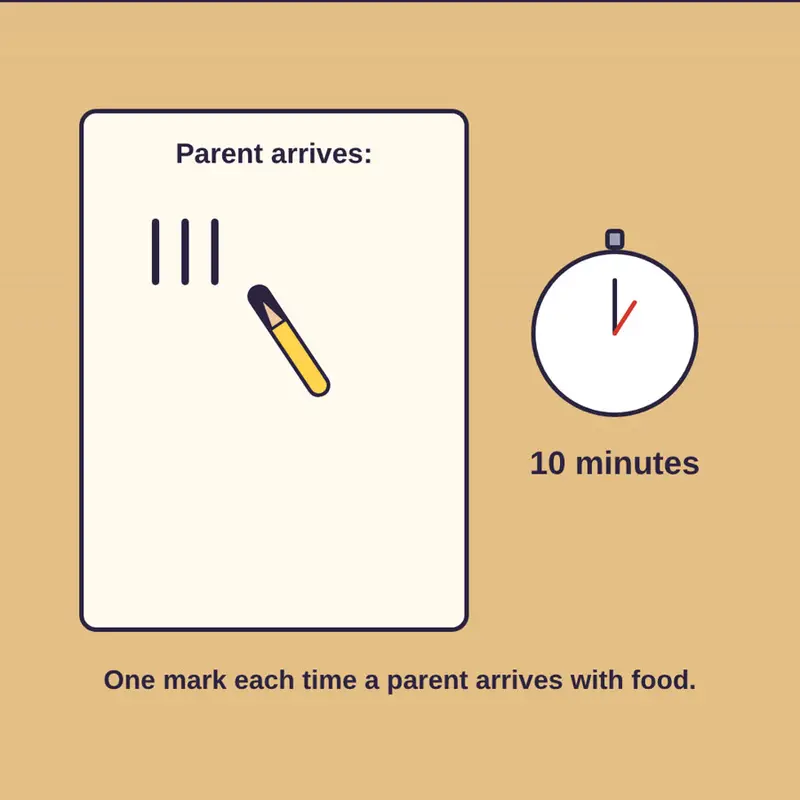 Parent arrives:
10 minutes
One mark each time a parent arrives with food.